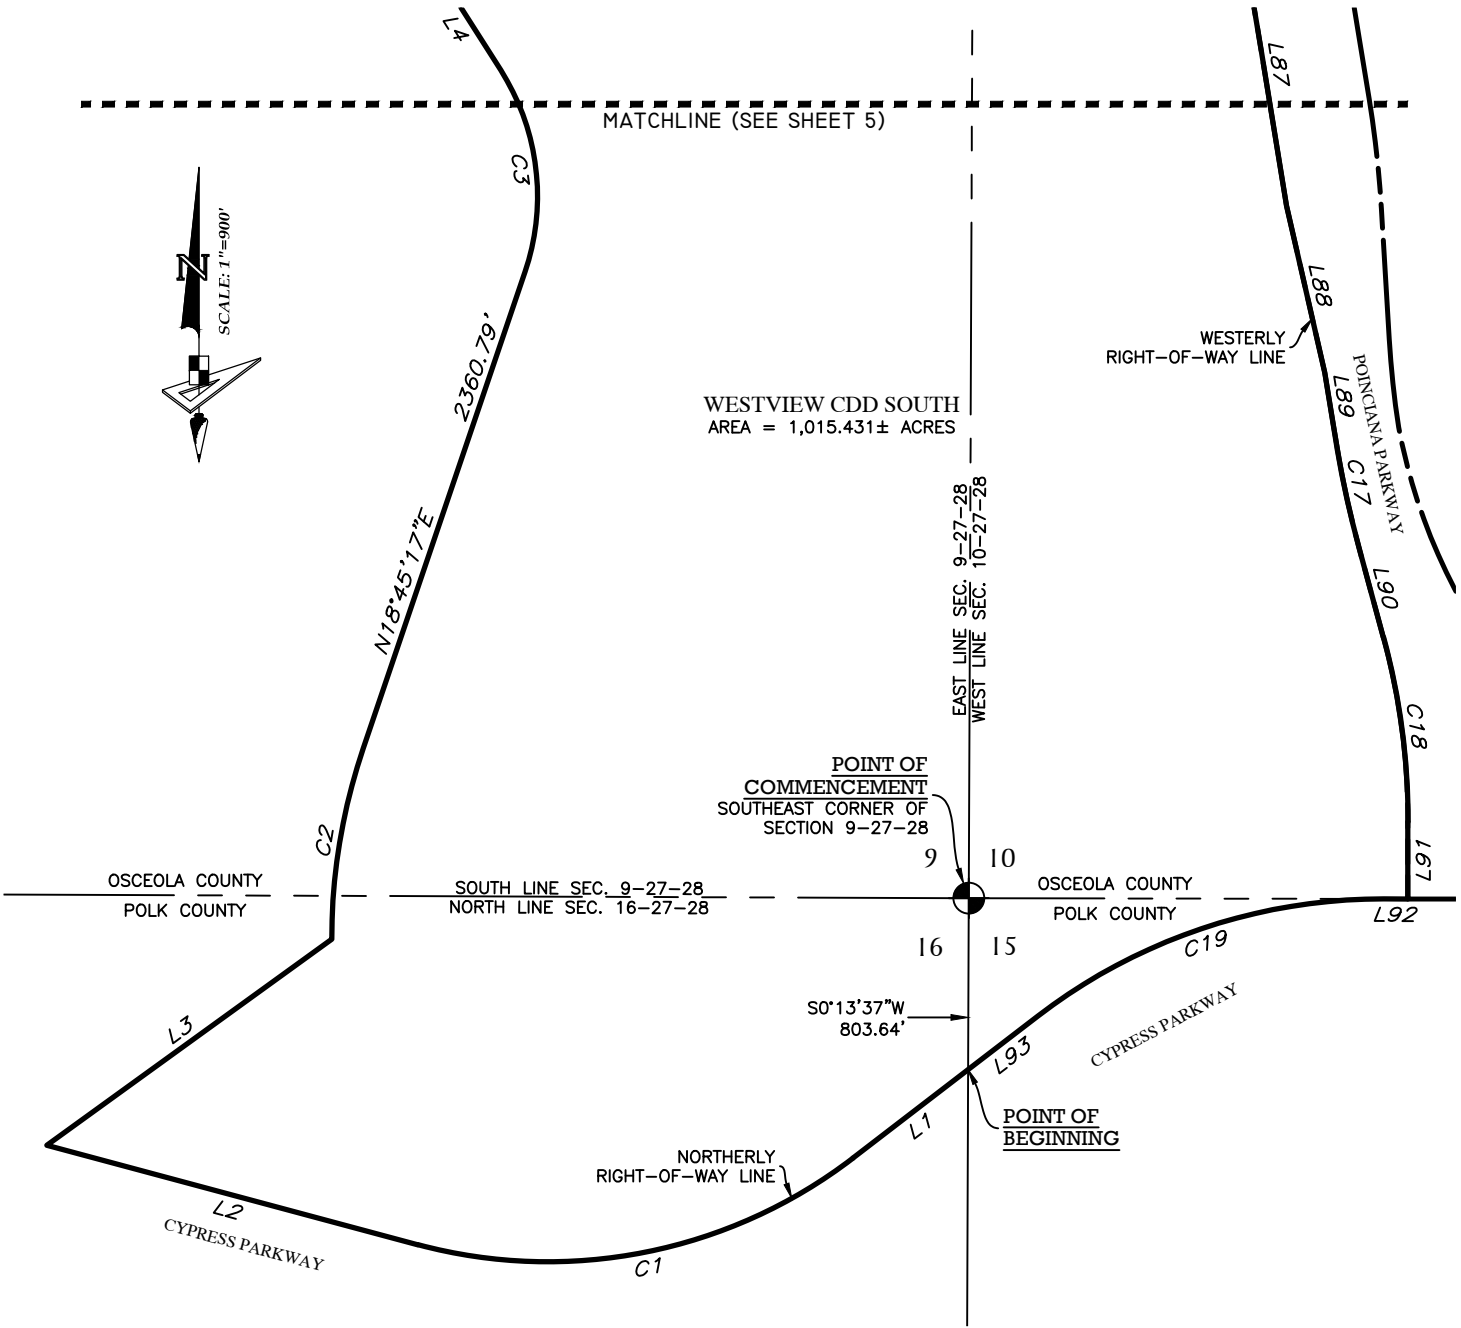 L4
L87
MATCHLINE (SEE SHEET 5)
C3
N
SCALE: 1"=900'
L88
WESTERLY
RIGHT-OF-WAY LINE
2360.79'
N18°45'17"E
WESTVIEW CDD SOUTH
AREA = 1,015.431± ACRES
L89
POINCIANA PARKWAY
C17
EAST LINE SEC. 9-27-28
WEST LINE SEC. 10-27-28
L90
C18
POINT OF
COMMENCEMENT
SOUTHEAST CORNER OF
SECTION 9-27-28
C2
9
10
L67
OSCEOLA COUNTY
POLK COUNTY
SOUTH LINE SEC. 9-27-28
NORTH LINE SEC. 16-27-28
OSCEOLA COUNTY
POLK COUNTY
L92
16
15
C19
S0°13'37"W
803.64'
CYPRESS PARKWAY
L3
L93
L1
POINT OF
BEGINNING
NORTHERLY
RIGHT-OF-WAY LINE
L2
CYPRESS PARKWAY
C1